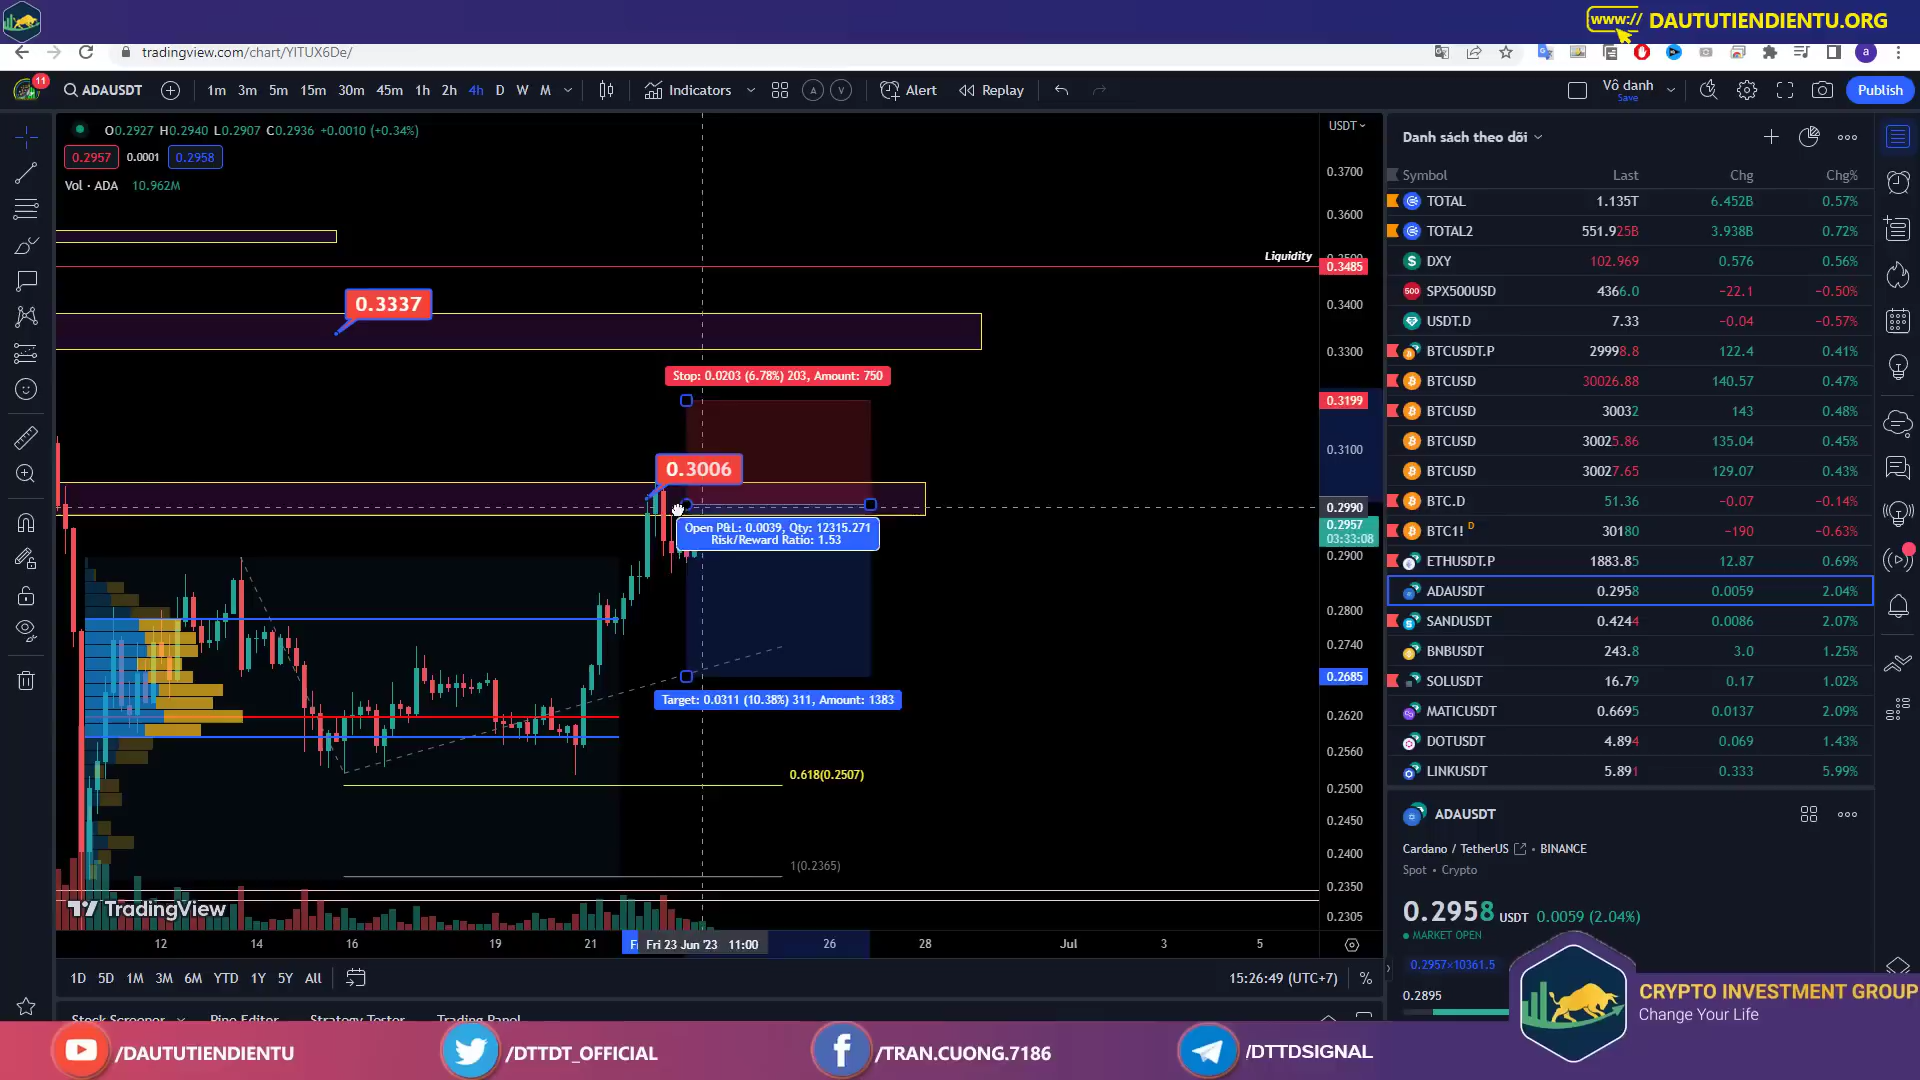 www:// DAUTUTIENDIENTU.ORG
tradingview.com/chart/YITUX6De/
11 ADAUSDT 1m 3m 5m 15m 30m 45m 1h 2h 4h D W M Indicators A V Alert Replay Vô danh Save Publish
O0.2927 H0.2940 L0.2907 C0.2936 +0.0010 (+0.34%)
0.2957 0.0001 0.2958
Vol · ADA 10.962M
USDT
0.3700
0.3600
Liquidity
0.3485
0.3400
0.3337
0.3300
Stop: 0.0203 (6.78%) 203, Amount: 750
0.3199
0.3100
0.3006
0.2990
0.2957
03:33:08
Open P&L: 0.0039, Qty: 12315.271
Risk/Reward Ratio: 1.53
0.2900
0.2800
0.2740
0.2685
Target: 0.0311 (10.38%) 311, Amount: 1383
0.2620
0.2560
0.618(0.2507)
0.2500
0.2450
0.2400
1(0.2365)
0.2350
0.2305
TradingView
12 14 16 19 21 Fri 23 Jun '23 11:00 26 28 Jul 3 5
1D 5D 1M 3M 6M YTD 1Y 5Y All 15:26:49 (UTC+7) %
Stock Screener Pine Editor Strategy Tester Trading Panel
Danh sách theo dõi
Symbol Last Chg Chg%
TOTAL 1.135T 6.452B 0.57%
TOTAL2 551.925B 3.938B 0.72%
DXY 102.969 0.576 0.56%
SPX500USD 4366.0 −22.1 −0.50%
USDT.D 7.33 −0.04 −0.57%
BTCUSDT.P 29998.8 122.4 0.41%
BTCUSD 30026.88 140.57 0.47%
BTCUSD 30032 143 0.48%
BTCUSD 30025.86 135.04 0.45%
BTCUSD 30027.65 129.07 0.43%
BTC.D 51.36 −0.07 −0.14%
BTC1! D 30180 −190 −0.63%
ETHUSDT.P 1883.85 12.87 0.69%
ADAUSDT 0.2958 0.0059 2.04%
SANDUSDT 0.4244 0.0086 2.07%
BNBUSDT 243.8 3.0 1.25%
SOLUSDT 16.79 0.17 1.02%
MATICUSDT 0.6695 0.0137 2.09%
DOTUSDT 4.894 0.069 1.43%
LINKUSDT 5.891 0.333 5.99%
ADAUSDT
Cardano / TetherUS · BINANCE
Spot · Crypto
0.2958 USDT 0.0059 (2.04%)
MARKET OPEN
0.2957×10361.5
0.2895
CRYPTO INVESTMENT GROUP
Change Your Life
/DAUTUTIENDIENTU /DTTDT_OFFICIAL /TRAN.CUONG.7186 /DTTDSIGNAL